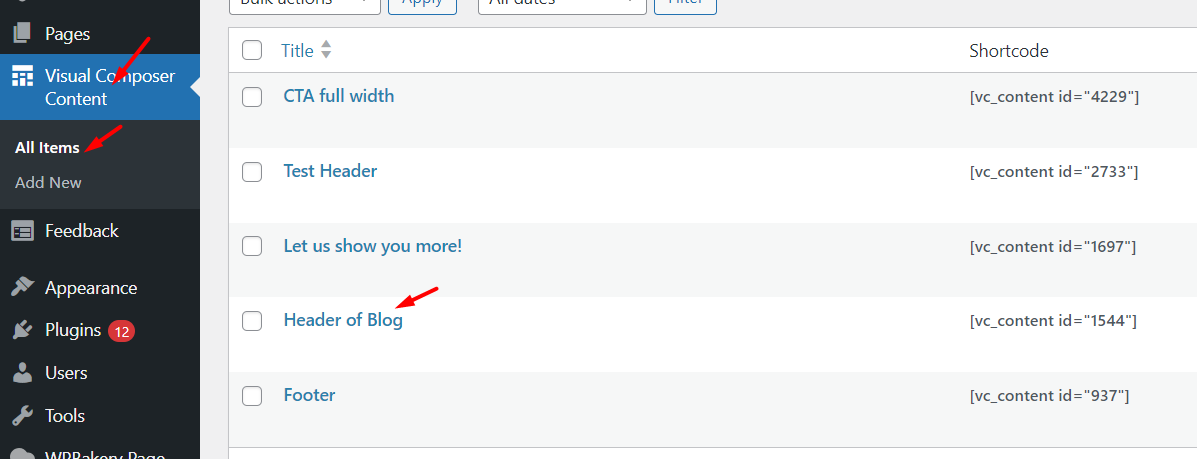 Bulk actions
Apply
All dates
Filter
Pages
Visual Composer
Content
All Items
Add New
Feedback
Appearance
Plugins 12
Users
Tools
WPBakery Page
Title
Shortcode
CTA full width
[vc_content id="4229"]
Test Header
[vc_content id="2733"]
Let us show you more!
[vc_content id="1697"]
Header of Blog
[vc_content id="1544"]
Footer
[vc_content id="937"]